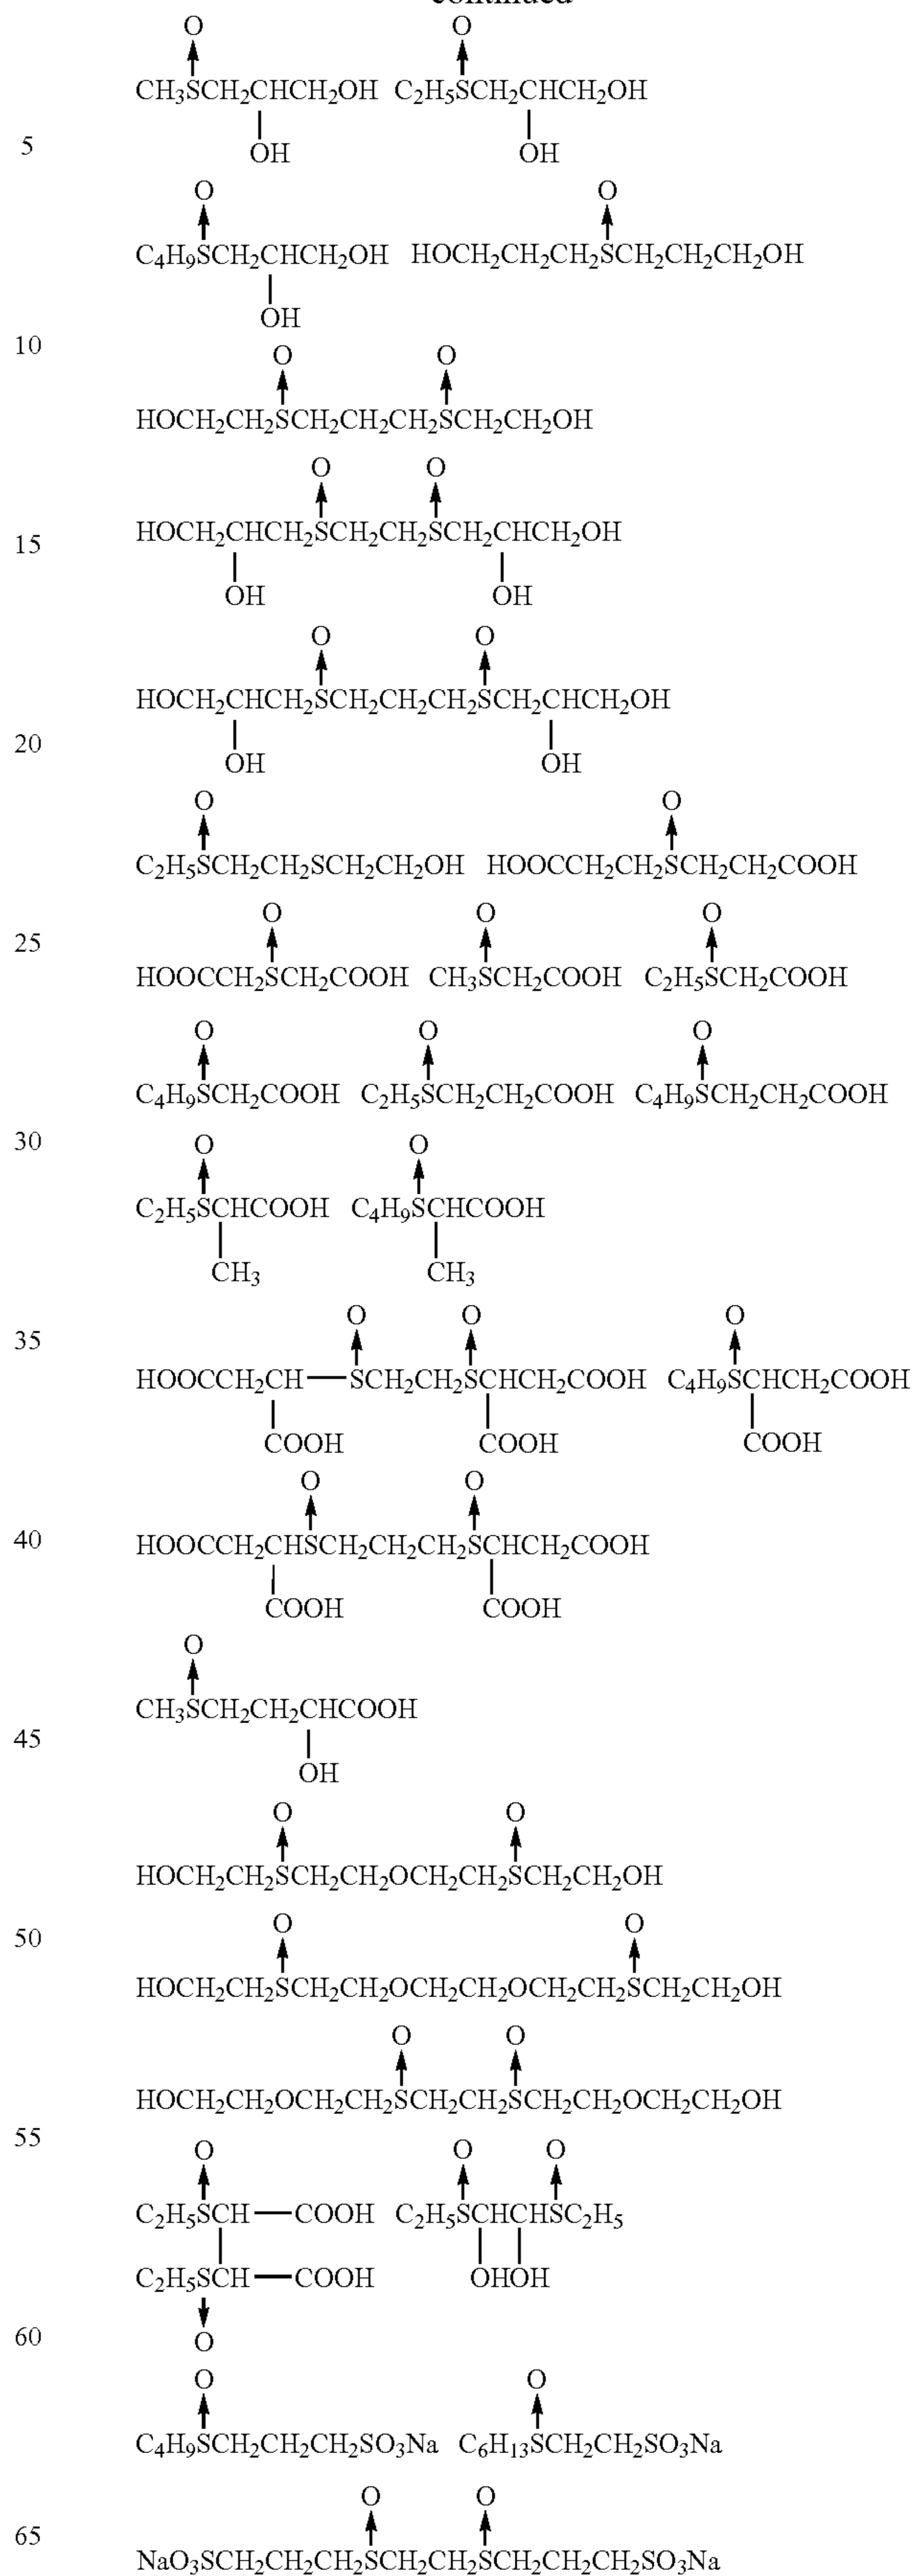 continued
O O
CH3SCH2CHCH2OH C2H5SCH2CHCH2OH
5
OH OH
O O
C4H9SCH2CHCH2OH HOCH2CH2CH2SCH2CH2CH2OH
OH
10
O O
HOCH2CH2SCH2CH2CH2SCH2CH2OH
O O
15 HOCH2CHCH2SCH2CH2SCH2CHCH2OH
OH OH
O O
HOCH2CHCH2SCH2CH2CH2SCH2CHCH2OH
20
OH OH
O O
C2H5SCH2CH2SCH2CH2OH HOOCCH2CH2SCH2CH2COOH
O O O
25
HOOCCH2SCH2COOH CH3SCH2COOH C2H5SCH2COOH
O O O
C4H9SCH2COOH C2H5SCH2CH2COOH C4H9SCH2CH2COOH
30
O O
C2H5SCHCOOH C4H9SCHCOOH
CH3 CH3
O O O
35
HOOCCH2CH SCH2CH2SCHCH2COOH C4H9SCHCH2COOH
COOH COOH COOH
O O
40 HOOCCH2CHSCH2CH2CH2SCHCH2COOH
COOH COOH
O
CH3SCH2CH2CHCOOH
45
OH
O O
HOCH2CH2SCH2CH2OCH2CH2SCH2CH2OH
O O
50
HOCH2CH2SCH2CH2OCH2CH2OCH2CH2SCH2CH2OH
O O
HOCH2CH2OCH2CH2SCH2CH2SCH2CH2OCH2CH2OH
55
O O O
C2H5SCH COOH C2H5SCHCHSC2H5
C2H5SCH COOH OHOH
60
O
O O
C4H9SCH2CH2CH2SO3Na C6H13SCH2CH2SO3Na
O O
65
NaO3SCH2CH2CH2SCH2CH2SCH2CH2CH2SO3Na